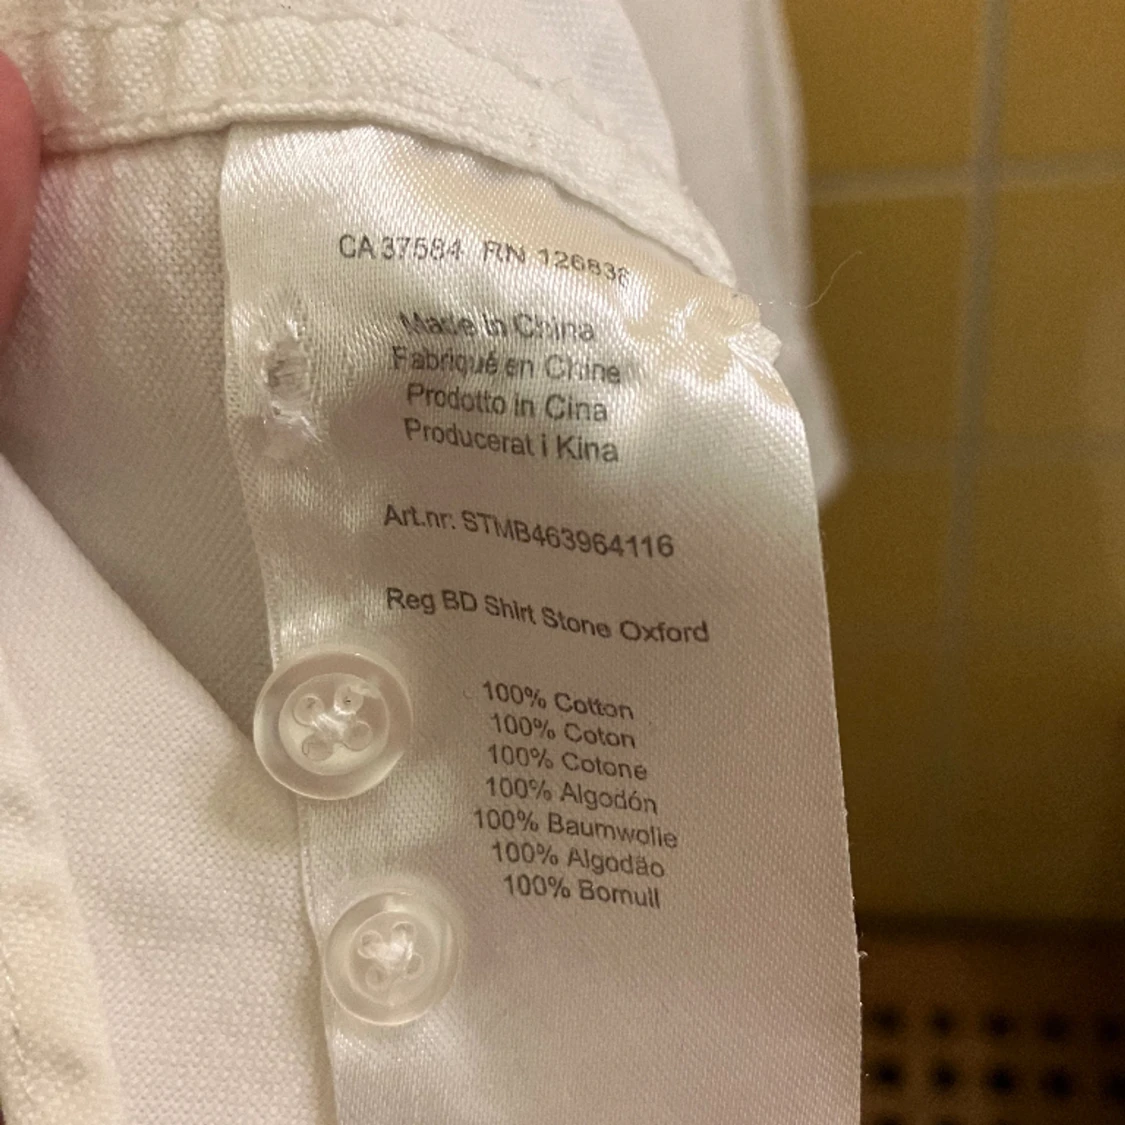 CA 37584 RN 126838
Made in China
Fabriqué en Chine
Prodotto in Cina
Producerat i Kina
Art.nr: STMB463964116
Reg BD Shirt Stone Oxford
100% Cotton
100% Coton
100% Cotone
100% Algodón
100% Baumwolle
100% Algodão
100% Bomull